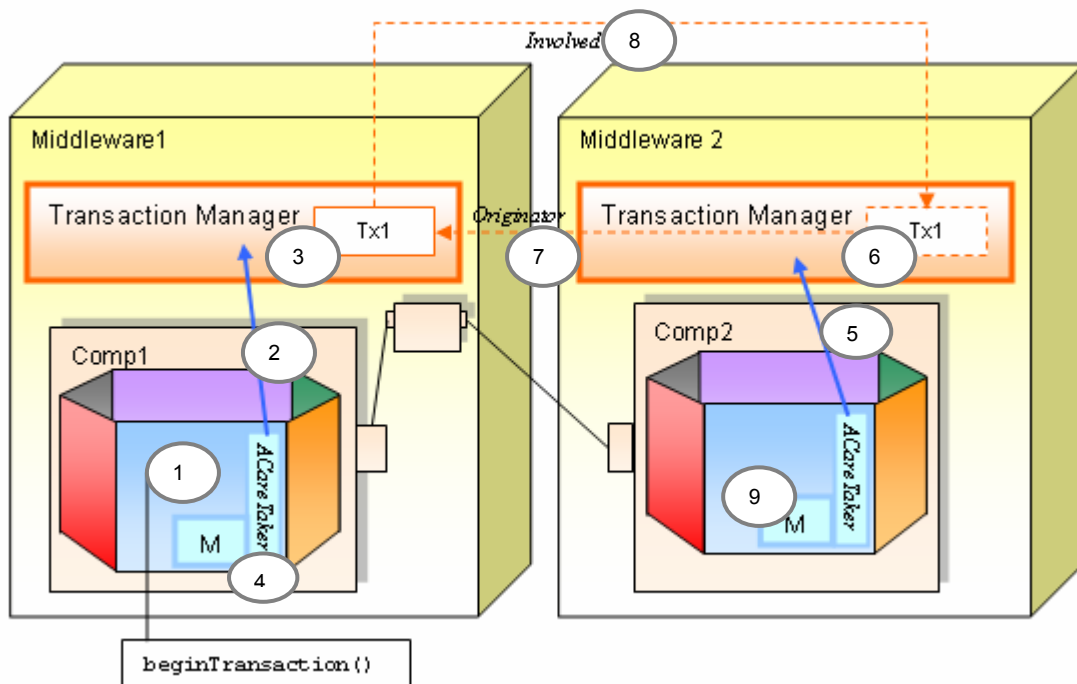 Involved
8
Middleware1
Middleware 2
Transaction Manager
Tx1
Originator
Transaction Manager
Tx1
3
7
6
Comp1
2
Comp2
5
1
ACareTaker
M
4
9
ACareTaker
M
beginTransaction()